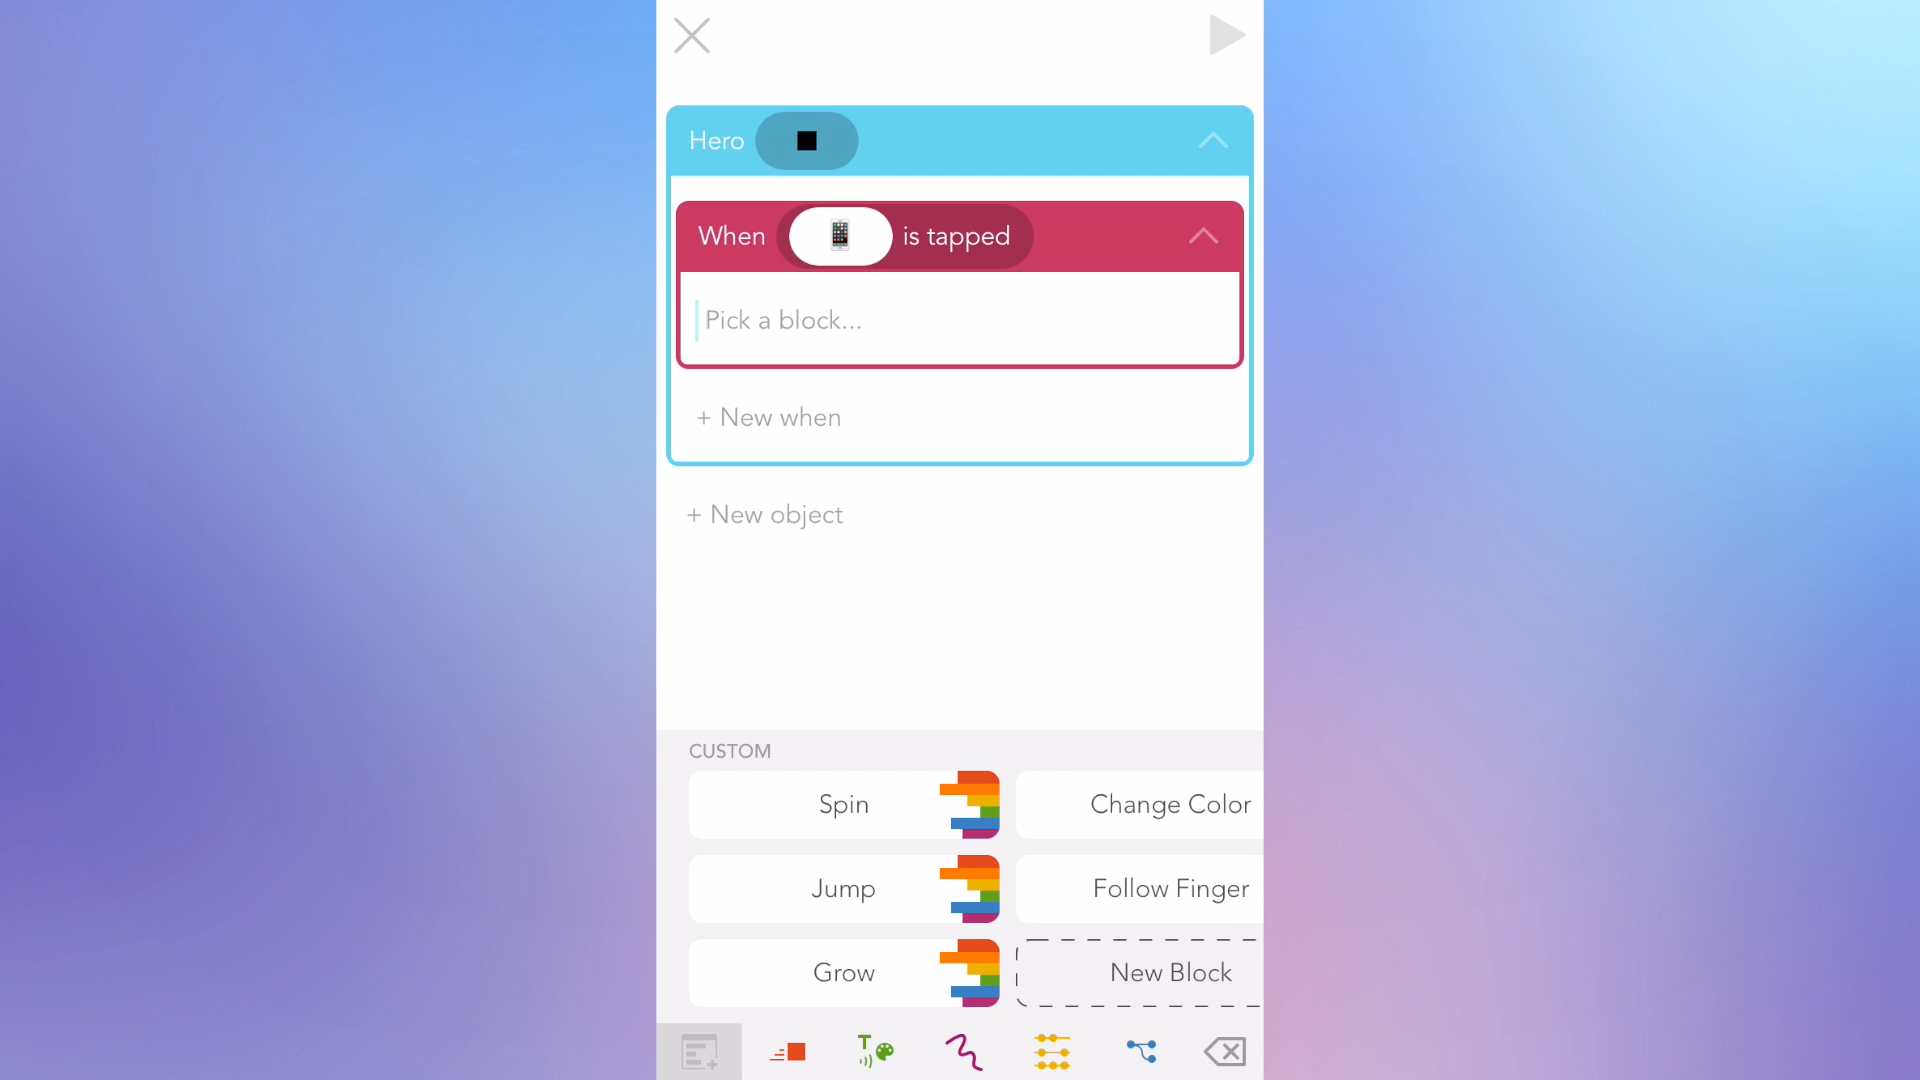 Hero
When is tapped
Pick a block...
+ New when
+ New object
CUSTOM
Spin
Change Color
Jump
Follow Finger
Grow
New Block
T